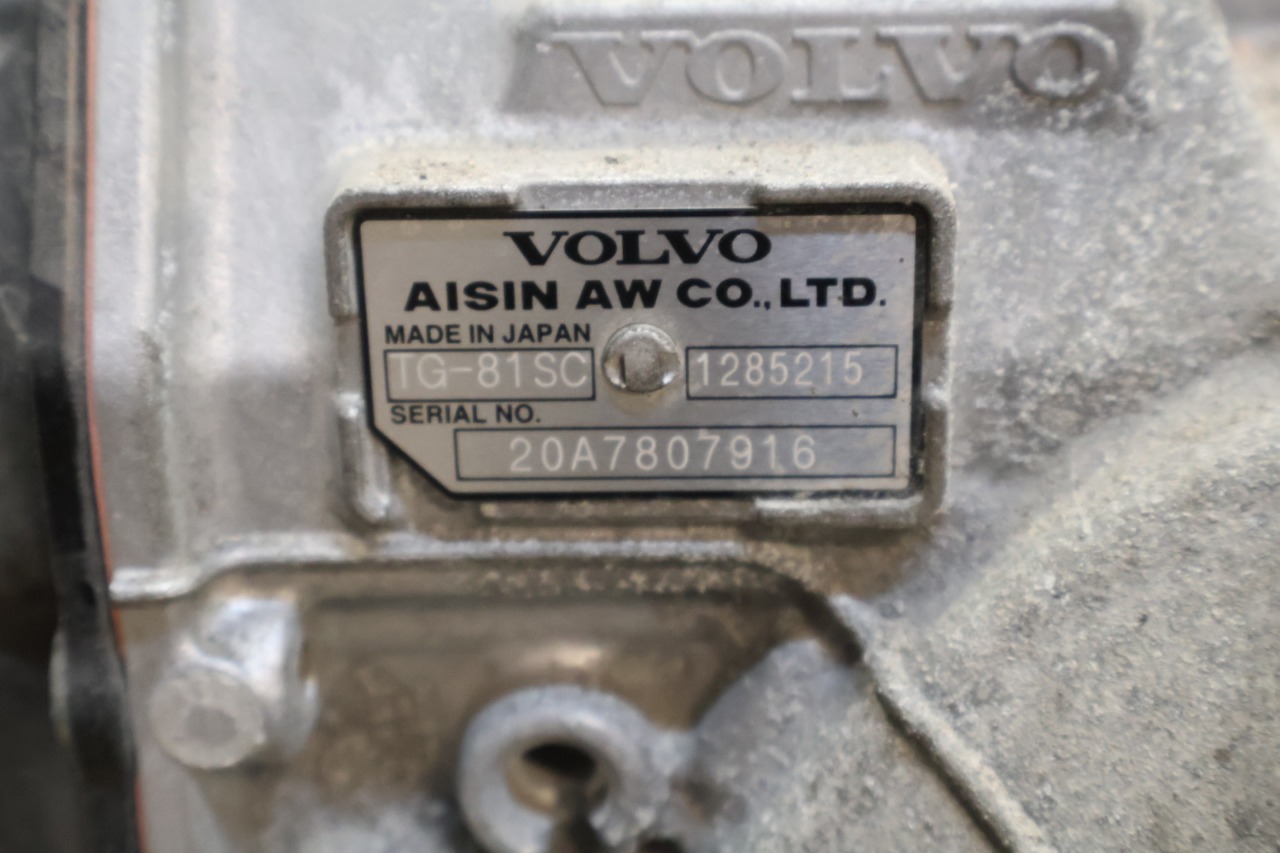 VOLVO
VOLVO
AISIN AW CO., LTD.
MADE IN JAPAN
TG-81SC 1285215
SERIAL NO.
20A7807916